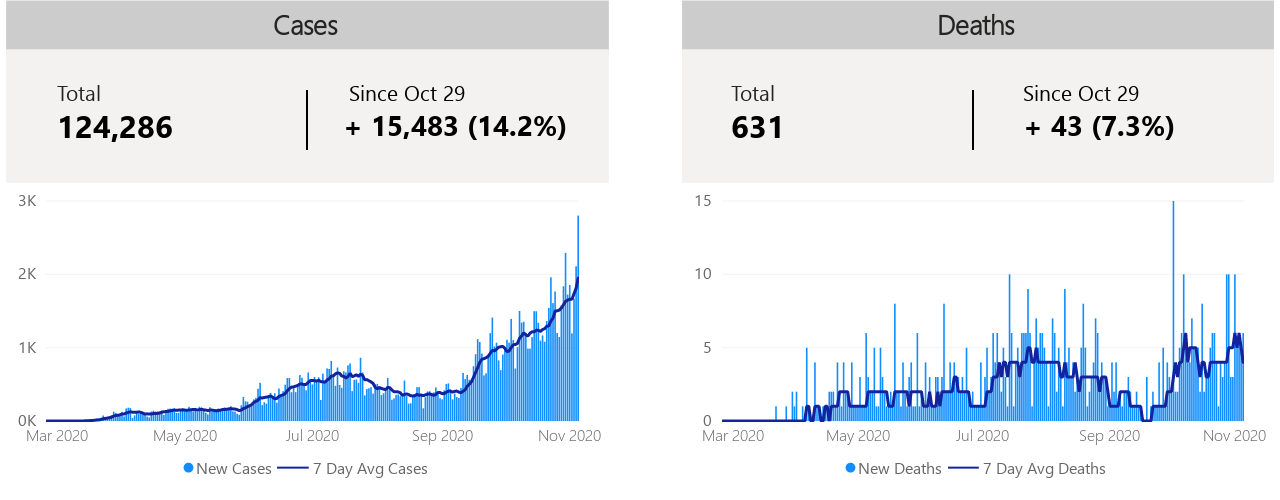 Cases
Total
Since Oct 29
124,286
+ 15,483 (14.2%)
3K
2K
1K
0K
Mar 2020 May 2020 Jul 2020 Sep 2020 Nov 2020
New Cases 7 Day Avg Cases
Deaths
Total
Since Oct 29
631
+ 43 (7.3%)
15
10
5
0
Mar 2020 May 2020 Jul 2020 Sep 2020 Nov 2020
New Deaths 7 Day Avg Deaths